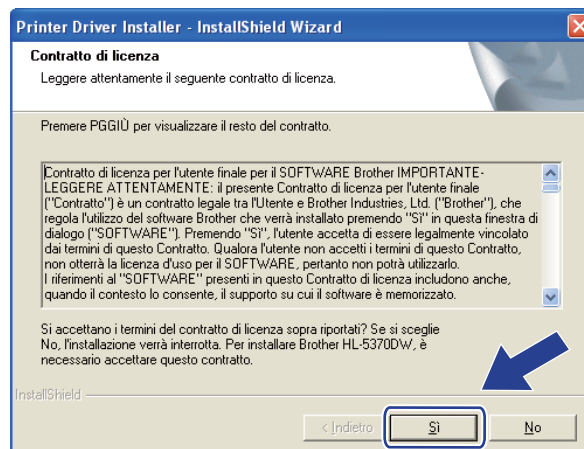 Printer Driver Installer - InstallShield Wizard
Contratto di licenza
Leggere attentamente il seguente contratto di licenza.
Premere PGGIÙ per visualizzare il resto del contratto.
Contratto di licenza per l'utente finale per il SOFTWARE Brother IMPORTANTE-
LEGGERE ATTENTAMENTE: il presente Contratto di licenza per l'utente finale
("Contratto") è un contratto legale tra l'Utente e Brother Industries, Ltd. ("Brother"), che
regola l'utilizzo del software Brother che verrà installato premendo "Sì" in questa finestra di
dialogo ("SOFTWARE"). Premendo "Sì", l'utente accetta di essere legalmente vincolato
dai termini di questo Contratto. Qualora l'utente non accetti i termini di questo Contratto,
non otterrà la licenza d'uso per il SOFTWARE, pertanto non potrà utilizzarlo.
I riferimenti al "SOFTWARE" presenti in questo Contratto di licenza includono anche,
quando il contesto lo consente, il supporto su cui il software è memorizzato.
Si accettano i termini del contratto di licenza sopra riportati? Se si sceglie
No, l'installazione verrà interrotta. Per installare Brother HL-5370DW, è
necessario accettare questo contratto.
InstallShield
< Indietro Sì No